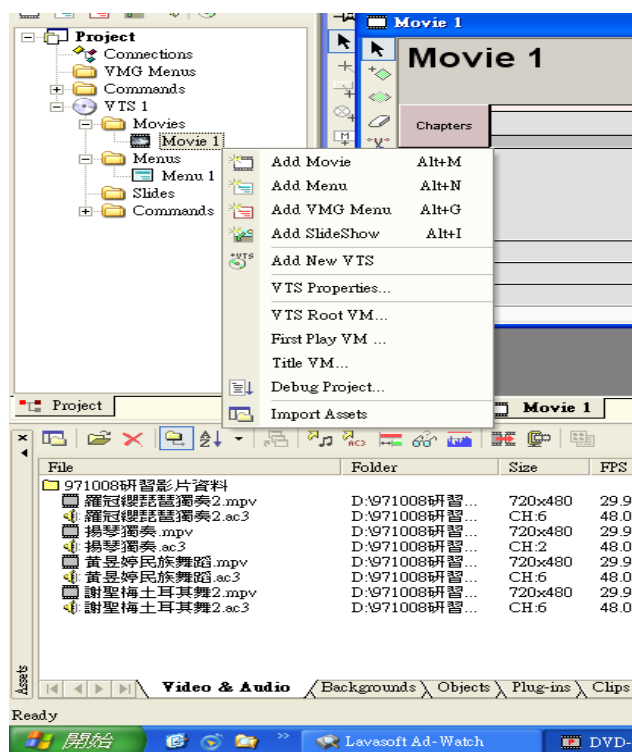 Project
Connections
VMG Menus
Commands
VTS 1
Movies
Movie 1
Menus
Menu 1
Slides
Commands
Project
Movie 1
Movie 1
Chapters
M
Add Movie Alt+M
Add Menu Alt+N
Add VMG Menu Alt+G
Add SlideShow Alt+I
+VTS
Add New VTS
VTS Properties...
VTS Root VM...
First Play VM ...
Title VM...
Debug Project...
Import Assets
Movie 1
AC3
File Folder Size FPS
971008研習影片資料
羅冠纓琵琶獨奏2.mpv D:\971008研習... 720x480 29.9
羅冠纓琵琶獨奏2.ac3 D:\971008研習... CH:6 48.0
揚琴獨奏.mpv D:\971008研習... 720x480 29.9
揚琴獨奏.ac3 D:\971008研習... CH:2 48.0
黃昱婷民族舞蹈.mpv D:\971008研習... 720x480 29.9
黃昱婷民族舞蹈.ac3 D:\971008研習... CH:6 48.0
謝聖梅土耳其舞2.mpv D:\971008研習... 720x480 29.9
謝聖梅土耳其舞2.ac3 D:\971008研習... CH:6 48.0
Assets
Video & Audio Backgrounds Objects Plug-ins Clips
Ready
開始 Lavasoft Ad-Watch DVD-